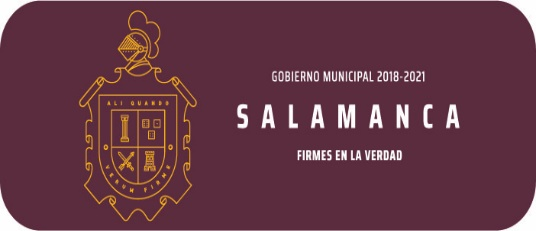 ALI QUANDO
VERUM FIRME
GOBIERNO MUNICIPAL 2018-2021
SALAMANCA
FIRMES EN LA VERDAD